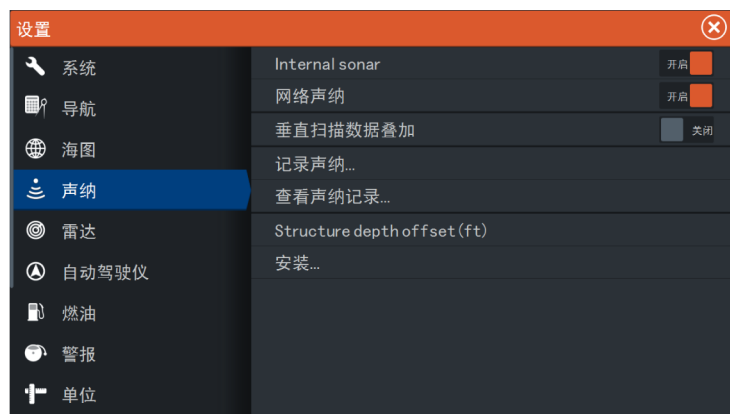 设置
系统
导航
海图
声纳
雷达
自动驾驶仪
燃油
警报
单位
Internal sonar 开启
网络声纳 开启
垂直扫描数据叠加 关闭
记录声纳...
查看声纳记录...
Structure depth offset (ft)
安装...